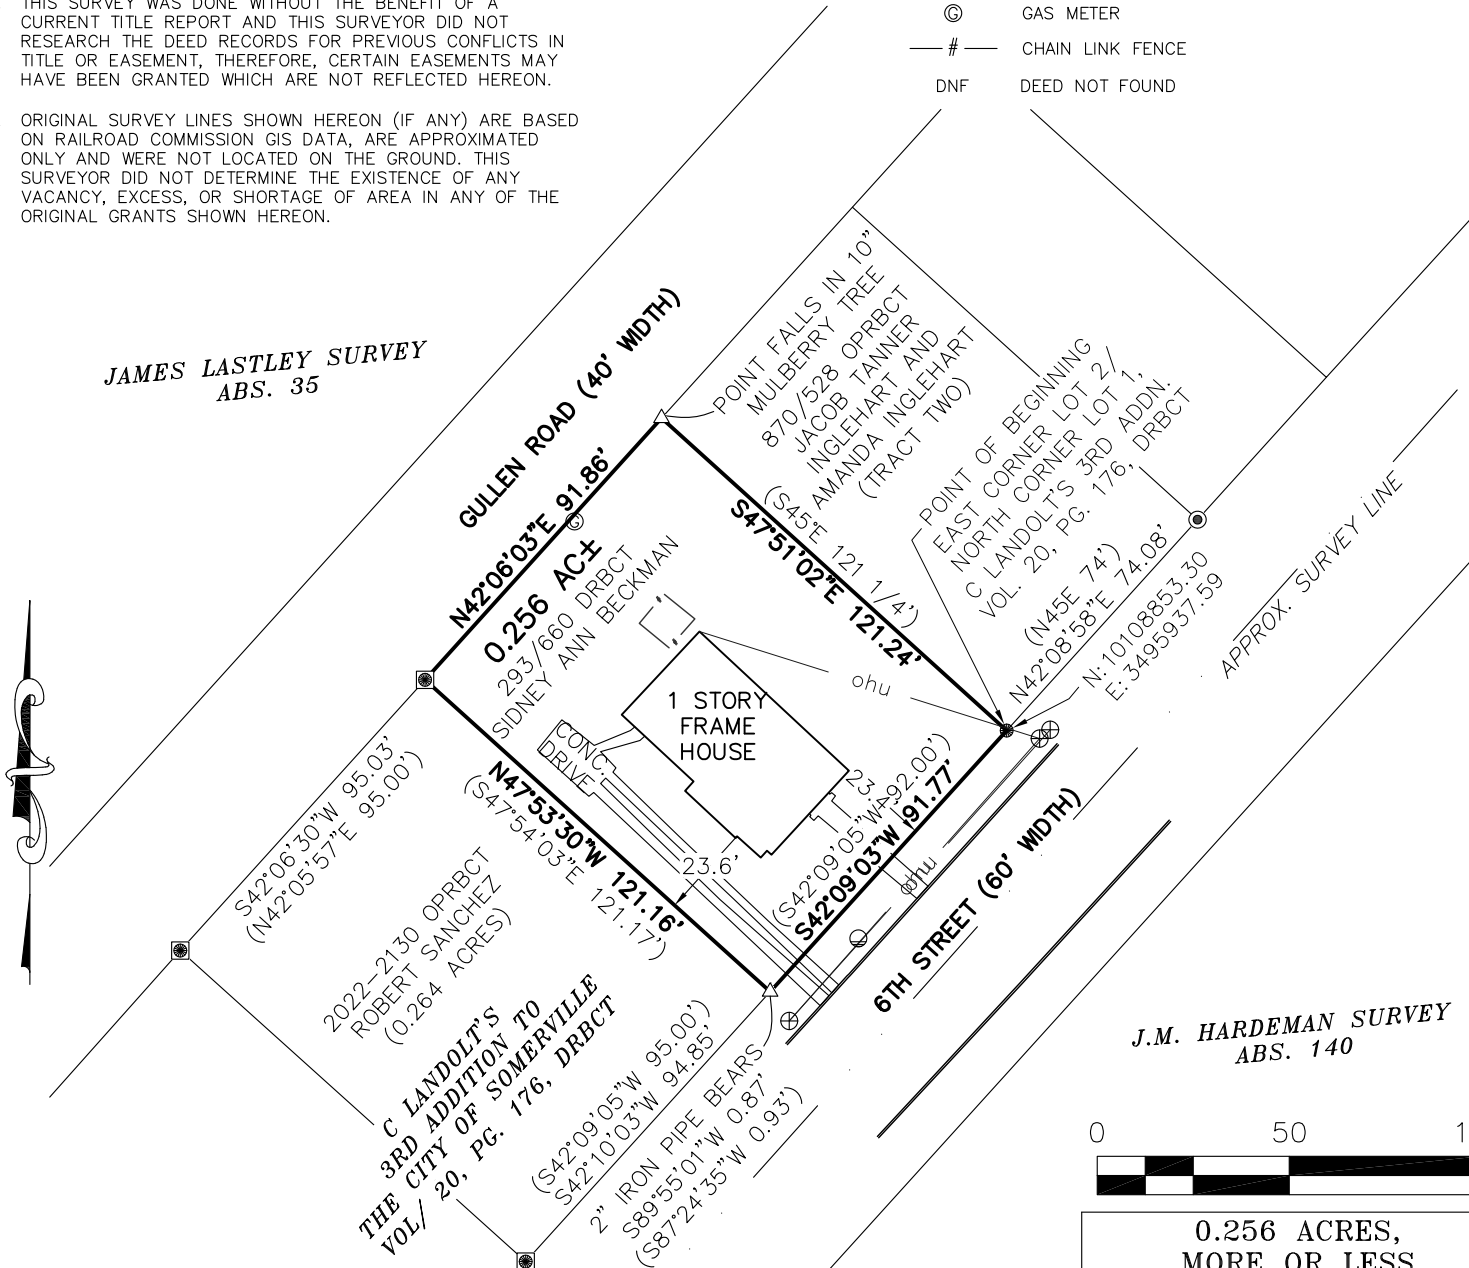 THIS SURVEY WAS DONE WITHOUT THE BENEFIT OF A
CURRENT TITLE REPORT AND THIS SURVEYOR DID NOT
RESEARCH THE DEED RECORDS FOR PREVIOUS CONFLICTS IN
TITLE OR EASEMENT, THEREFORE, CERTAIN EASEMENTS MAY
HAVE BEEN GRANTED WHICH ARE NOT REFLECTED HEREON.
ORIGINAL SURVEY LINES SHOWN HEREON (IF ANY) ARE BASED
ON RAILROAD COMMISSION GIS DATA, ARE APPROXIMATED
ONLY AND WERE NOT LOCATED ON THE GROUND. THIS
SURVEYOR DID NOT DETERMINE THE EXISTENCE OF ANY
VACANCY, EXCESS, OR SHORTAGE OF AREA IN ANY OF THE
ORIGINAL GRANTS SHOWN HEREON.
G GAS METER
# CHAIN LINK FENCE
DNF DEED NOT FOUND
JAMES LASTLEY SURVEY
ABS. 35
GULLEN ROAD (40' WIDTH)
N42°06'03"E 91.86'
G
0.256 AC±
293/660 DRBCT
SIDNEY ANN BECKMAN
POINT FALLS IN 10"
MULBERRY TREE
870/528 OPRBCT
JACOB TANNER
INGLEHART AND
AMANDA INGLEHART
(TRACT TWO)
(S45°E 121 1/4')
S47°51'02"E 121.24'
POINT OF BEGINNING
EAST CORNER LOT 2/
NORTH CORNER LOT 1,
C LANDOLT'S 3RD ADDN.
VOL. 20, PG. 176, DRBCT
(N45E 74')
N42°08'58"E 74.08'
N: 10108853.30
E: 3495937.59
APPROX. SURVEY LINE
ohu
1 STORY
FRAME
HOUSE
CONC.
DRIVE
N47°53'30"W 121.16'
(S47°54'03"E 121.17')
23.6'
(S42°09'05"W 92.00')
S42°09'03"W 91.77'
ohu
6TH STREET (60' WIDTH)
S42°06'30"W 95.03'
(N42°05'57"E 95.00')
2022-2130 OPRBCT
ROBERT SANCHEZ
(0.264 ACRES)
C LANDOLT'S
3RD ADDITION TO
THE CITY OF SOMERVILLE
VOL/ 20, PG. 176, DRBCT
(S42°09'05"W 95.00')
S42°10'03"W 94.85'
2" IRON PIPE BEARS
S89°55'01"W 0.87'
(S87°24'35"W 0.93')
J.M. HARDEMAN SURVEY
ABS. 140
0 50
0.256 ACRES,
MORE OR LESS